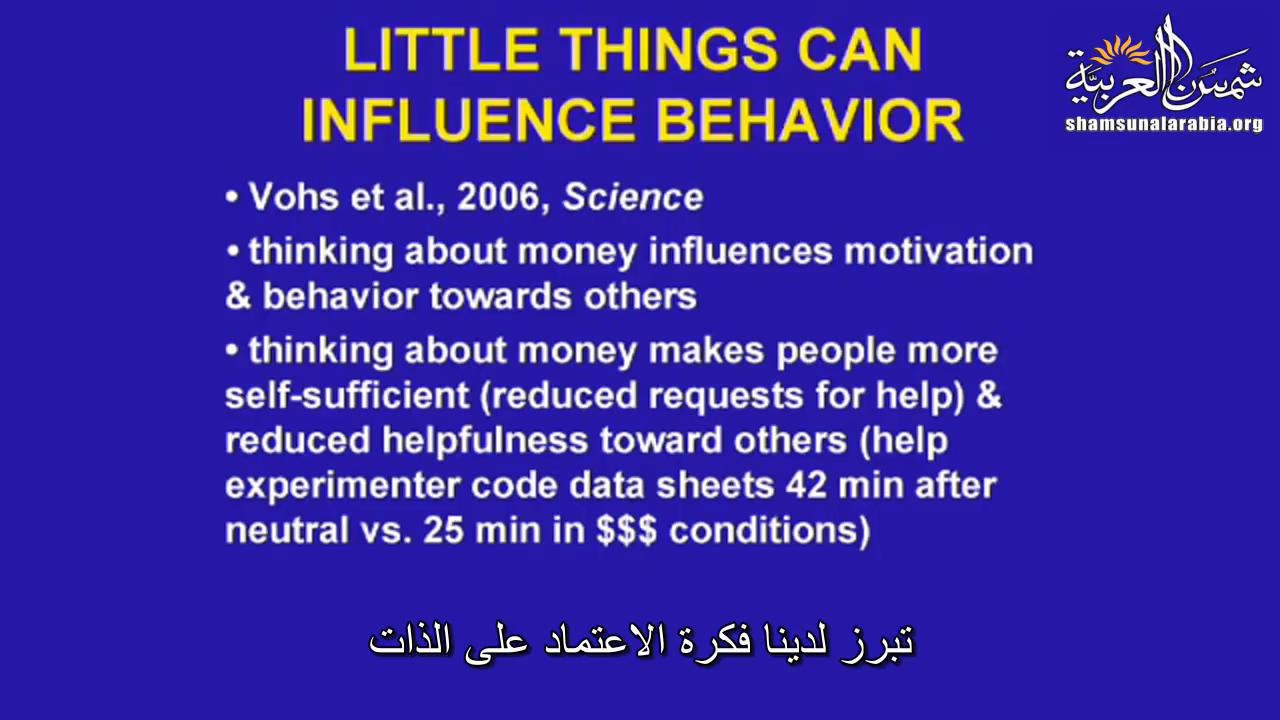 LITTLE THINGS CAN
INFLUENCE BEHAVIOR
شمس العربية
shamsunalarabia.org
• Vohs et al., 2006, Science
• thinking about money influences motivation
& behavior towards others
• thinking about money makes people more
self-sufficient (reduced requests for help) &
reduced helpfulness toward others (help
experimenter code data sheets 42 min after
neutral vs. 25 min in $$$ conditions)
تبرز لدينا فكرة الاعتماد على الذات